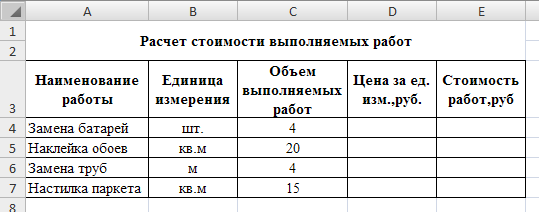 A B C D E
1
2
Расчет стоимости выполняемых работ
3
Наименование
работы
Единица
измерения
Объем
выполняемых
работ
Цена за ед.
изм.,руб.
Стоимость
работ,руб
4 Замена батарей шт. 4
5 Наклейка обоев кв.м 20
6 Замена труб м 4
7 Настилка паркета кв.м 15
8